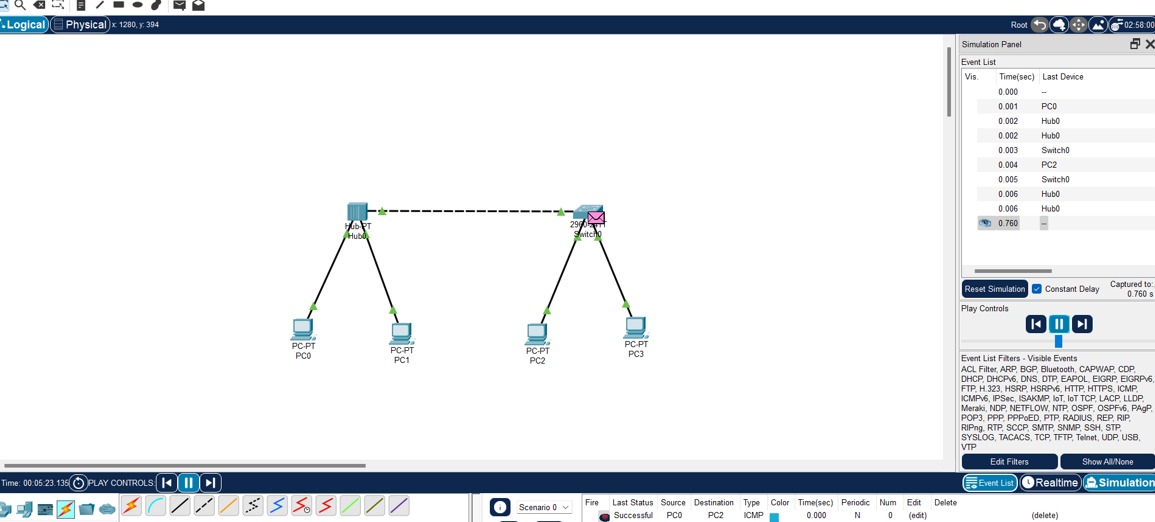 Logical Physical x: 1280, y: 394 Root 02:58:00
Simulation Panel
Event List
Vis. Time(sec) Last Device
0.000 --
0.001 PC0
0.002 Hub0
0.002 Hub0
0.003 Switch0
0.004 PC2
0.005 Switch0
0.006 Hub0
0.006 Hub0
0.760 --
Hub-PT
Hub0
Switch0
PC-PT
PC0
PC-PT
PC1
PC-PT
PC2
PC-PT
PC3
Reset Simulation Constant Delay Captured to:
0.760 s
Play Controls
Event List Filters - Visible Events
ACL Filter, ARP, BGP, Bluetooth, CAPWAP, CDP,
DHCP, DHCPv6, DNS, DTP, EAPOL, EIGRP, EIGRPv6,
FTP, H.323, HSRP, HSRPv6, HTTP, HTTPS, ICMP,
ICMPv6, IPSec, ISAKMP, IoT, IoT TCP, LACP, LLDP,
Meraki, NDP, NETFLOW, NTP, OSPF, OSPFv6, PAgP,
POP3, PPP, PPPoED, PTP, RADIUS, REP, RIP,
RIPng, RTP, SCCP, SMTP, SNMP, SSH, STP,
SYSLOG, TACACS, TCP, TFTP, Telnet, UDP, USB,
VTP
Edit Filters Show All/None
Time: 00:05:23.135 PLAY CONTROLS: Event List Realtime Simulation
Scenario 0 Fire Last Status Source Destination Type Color Time(sec) Periodic Num Edit Delete
Successful PC0 PC2 ICMP 0.000 N 0 (edit) (delete)